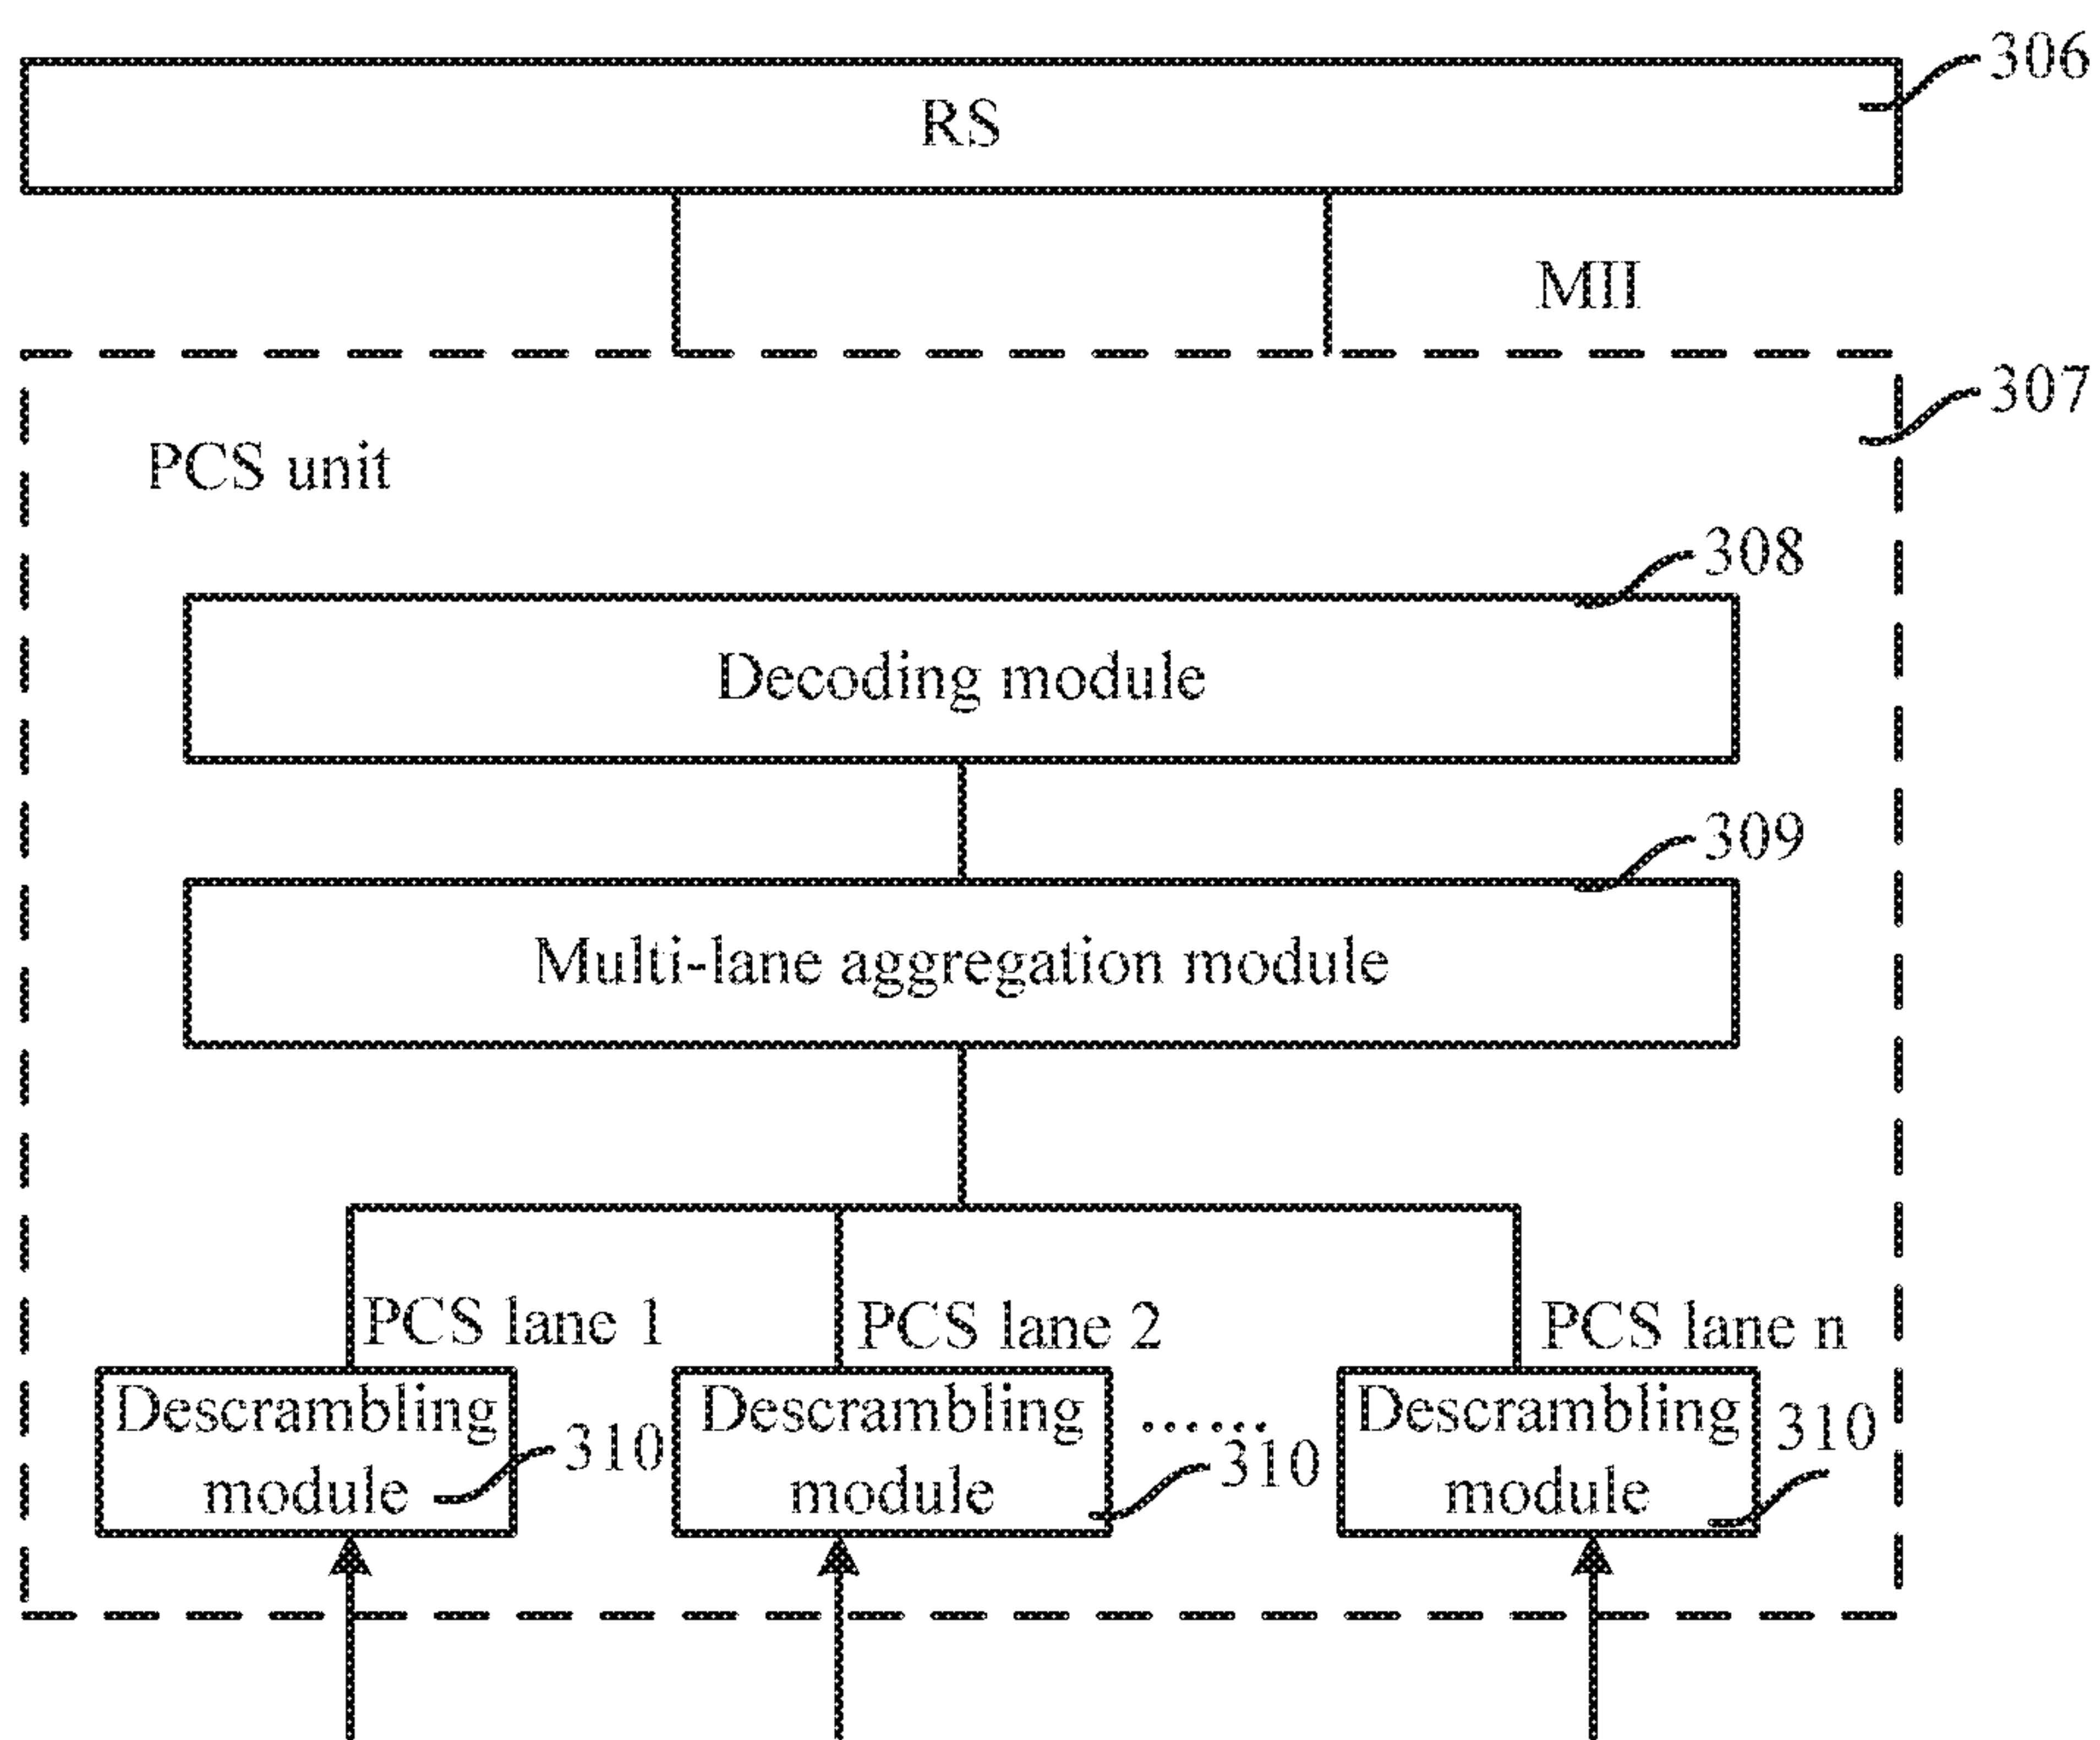 306
RS
MII
307
PCS unit
308
Decoding module
309
Multi-lane aggregation module
PCS lane 1
PCS lane 2
PCS lane n
Descrambling
module
310
Descrambling
module
......
310
Descrambling
module
310